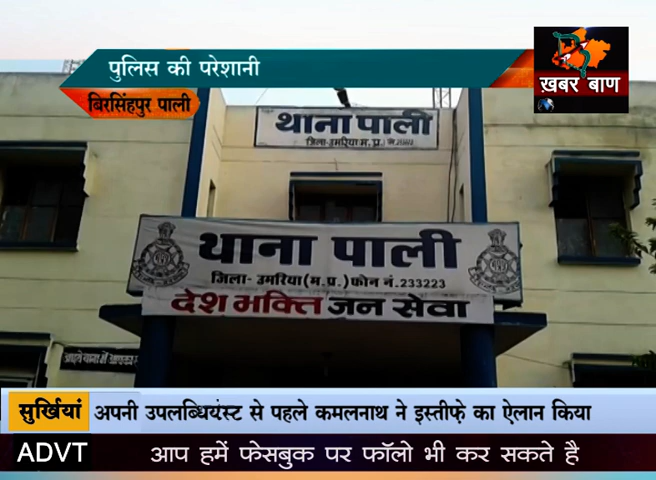 पुलिस की परेशानी
बिरसिंहपुर पाली
ख़बर बाण
थाना पाली
जिला-उमरिया म.प्र.
थाना पाली
जिला- उमरिया (म.प्र.) फोन नं. 233223
देश भक्ति जन सेवा
सुर्खियां अपनी उपलब्धियंस्ट से पहले कमलनाथ ने इस्तीफ़े का ऐलान किया
ADVT आप हमें फेसबुक पर फॉलो भी कर सकते है